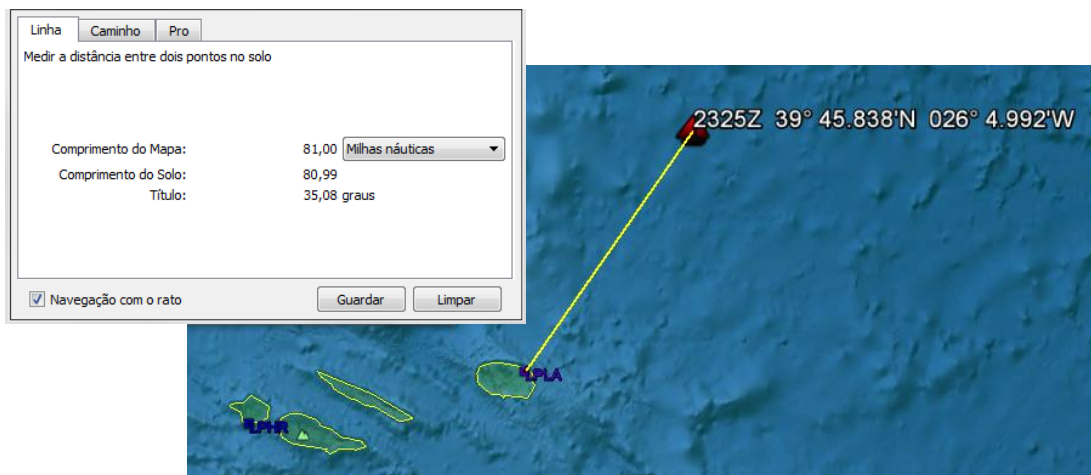 Linha Caminho Pro
Medir a distância entre dois pontos no solo
Comprimento do Mapa: 81,00 Milhas náuticas
Comprimento do Solo: 80,99
Título: 35,08 graus
Navegação com o rato Guardar Limpar
2325Z 39° 45.838'N 026° 4.992'W
LPLA
LPHR